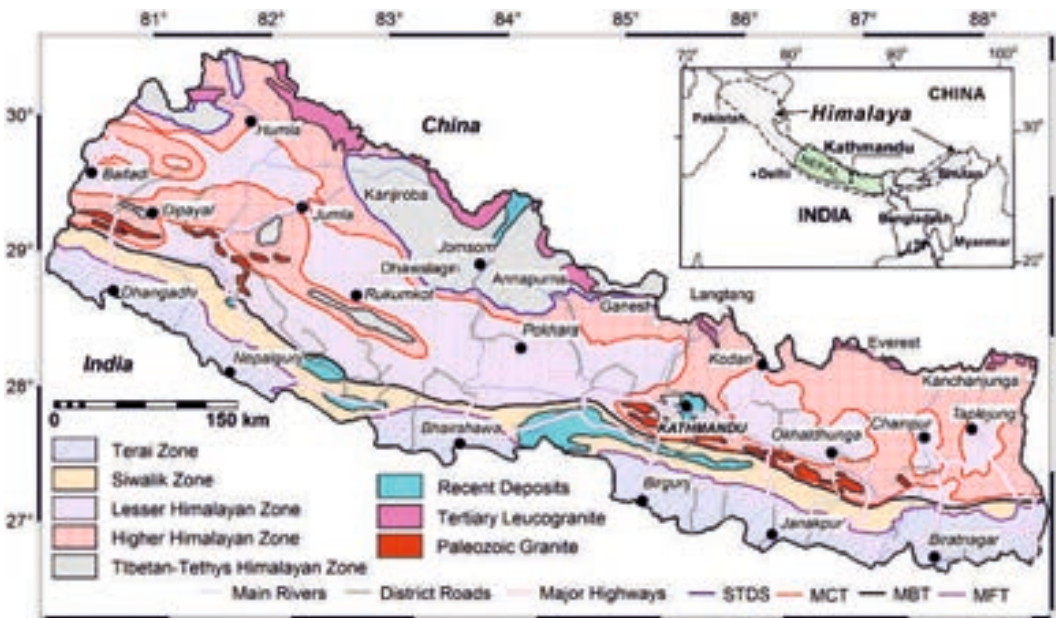 81° 82° 83° 84° 85° 86° 87° 88°
30°
29°
28°
27°
70° 80° 90° 100°
30°
20°
CHINA
Himalaya
Pakistan
Kathmandu
NEPAL
+Delhi
Bhutan
INDIA
Bangladesh
Myanmar
China
Humla
Baitadi
Kanjiroba
Dipayal
Jumla
Jomsom
Dhawalagiri
Annapurna
Dhangadhi
Rukumkot
Ganesh
Langtang
Pokhara
Everest
India
Nepalgunj
Kodari
Kanchanjunga
Taplejung
150 km
Bhairahawa
KATHMANDU
Okhaldhunga
Chainpur
Birgunj
Janakpur
Biratnagar
Terai Zone
Siwalik Zone
Lesser Himalayan Zone
Higher Himalayan Zone
Tibetan-Tethys Himalayan Zone
Recent Deposits
Tertiary Leucogranite
Paleozoic Granite
Main Rivers District Roads Major Highways STDS MCT MBT MFT